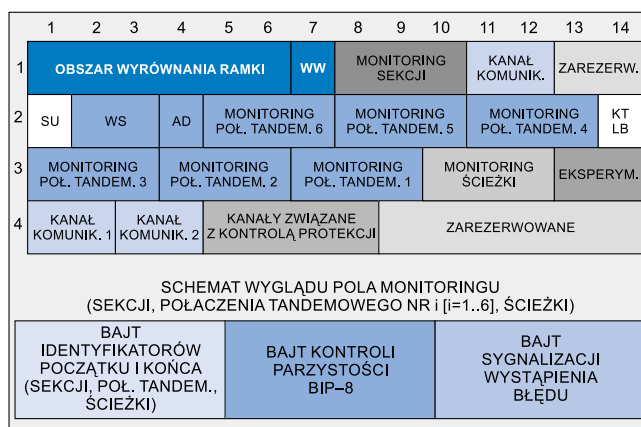 1 2 3 4 5 6 7 8 9 10 11 12 13 14
1
OBSZAR WYRÓWNANIA RAMKI
WW
MONITORING
SEKCJI
KANAŁ
KOMUNIK.
ZAREZERW.
2
SU
WS
AD
MONITORING
POŁ. TANDEM. 6
MONITORING
POŁ. TANDEM. 5
MONITORING
POŁ. TANDEM. 4
KT
LB
3
MONITORING
POŁ. TANDEM. 3
MONITORING
POŁ. TANDEM. 2
MONITORING
POŁ. TANDEM. 1
MONITORING
ŚCIEŻKI
EKSPERYM.
4
KANAŁ
KOMUNIK. 1
KANAŁ
KOMUNIK. 2
KANAŁY ZWIĄZANE
Z KONTROLĄ PROTEKCJI
ZAREZERWOWANE
SCHEMAT WYGLĄDU POLA MONITORINGU
(SEKCJI, POŁACZENIA TANDEMOWEGO NR i [i=1..6], ŚCIEŻKI)
BAJT
IDENTYFIKATORÓW
POCZĄTKU I KOŃCA
(SEKCJI, POŁ. TANDEM.,
ŚCIEŻKI)
BAJT KONTROLI
PARZYSTOŚCI
BIP–8
BAJT
SYGNALIZACJI
WYSTĄPIENIA
BŁĘDU